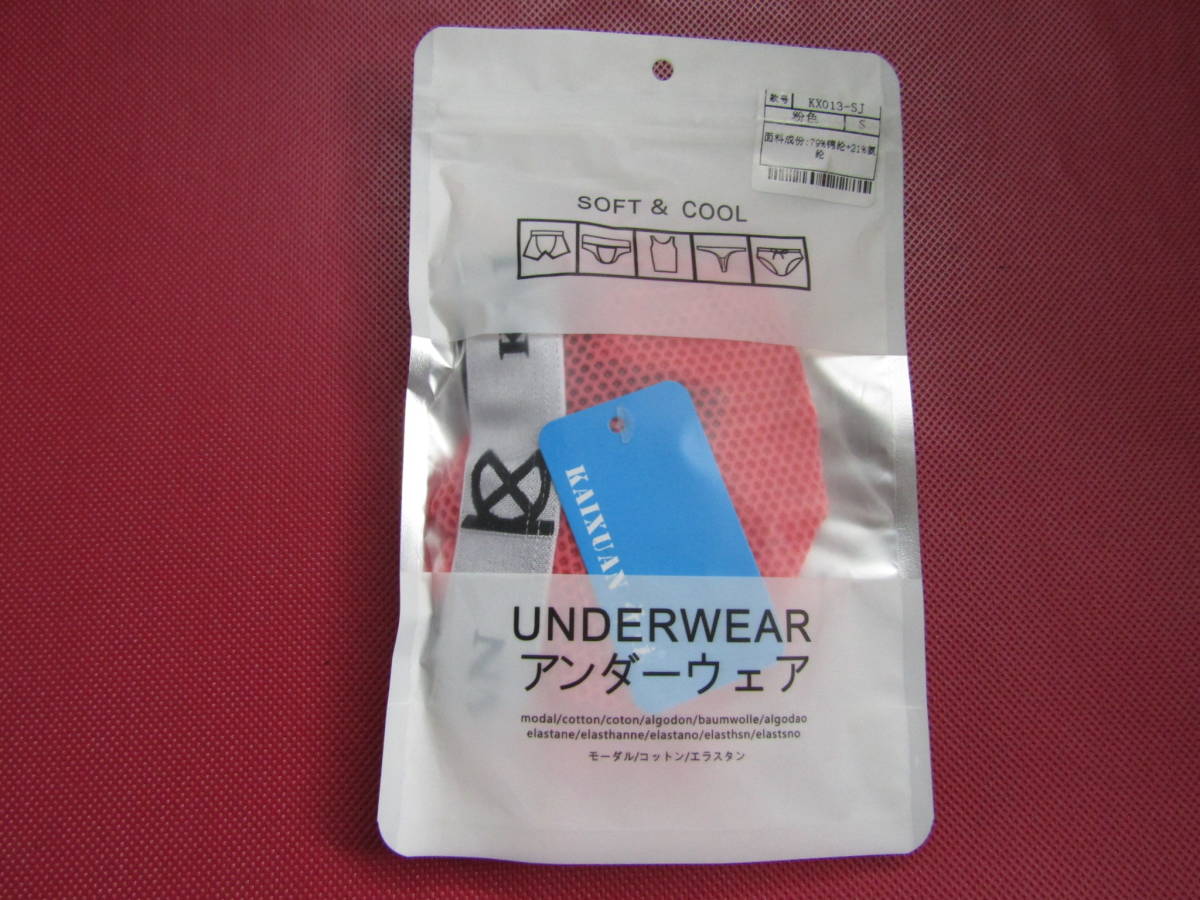 款号 KX013-SJ
粉色 S
面料成份:79%锦纶+21%氨
纶
SOFT & COOL
KAIXUAN
UNDERWEAR
アンダーウェア
modal/cotton/coton/algodon/baumwolle/algodao
elastane/elasthanne/elastano/elasthsn/elastsno
モーダル/コットン/エラスタン